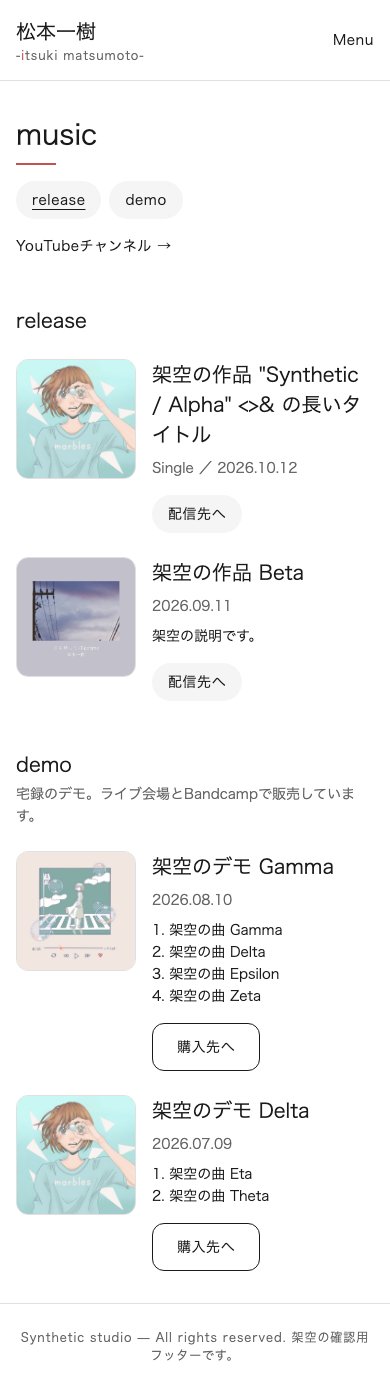 松本一樹
-itsuki matsumoto-
Menu
music
release
demo
YouTubeチャンネル →
release
架空の作品 "Synthetic
/ Alpha" <>& の長いタ
イトル
Single ／ 2026.10.12
配信先へ
marbles
架空の作品 Beta
2026.09.11
架空の説明です。
配信先へ
demo
宅録のデモ。ライブ会場とBandcampで販売していま
す。
架空のデモ Gamma
2026.08.10
1. 架空の曲 Gamma
2. 架空の曲 Delta
3. 架空の曲 Epsilon
4. 架空の曲 Zeta
購入先へ
架空のデモ Delta
2026.07.09
1. 架空の曲 Eta
2. 架空の曲 Theta
購入先へ
marbles
Synthetic studio — All rights reserved. 架空の確認用
フッターです。